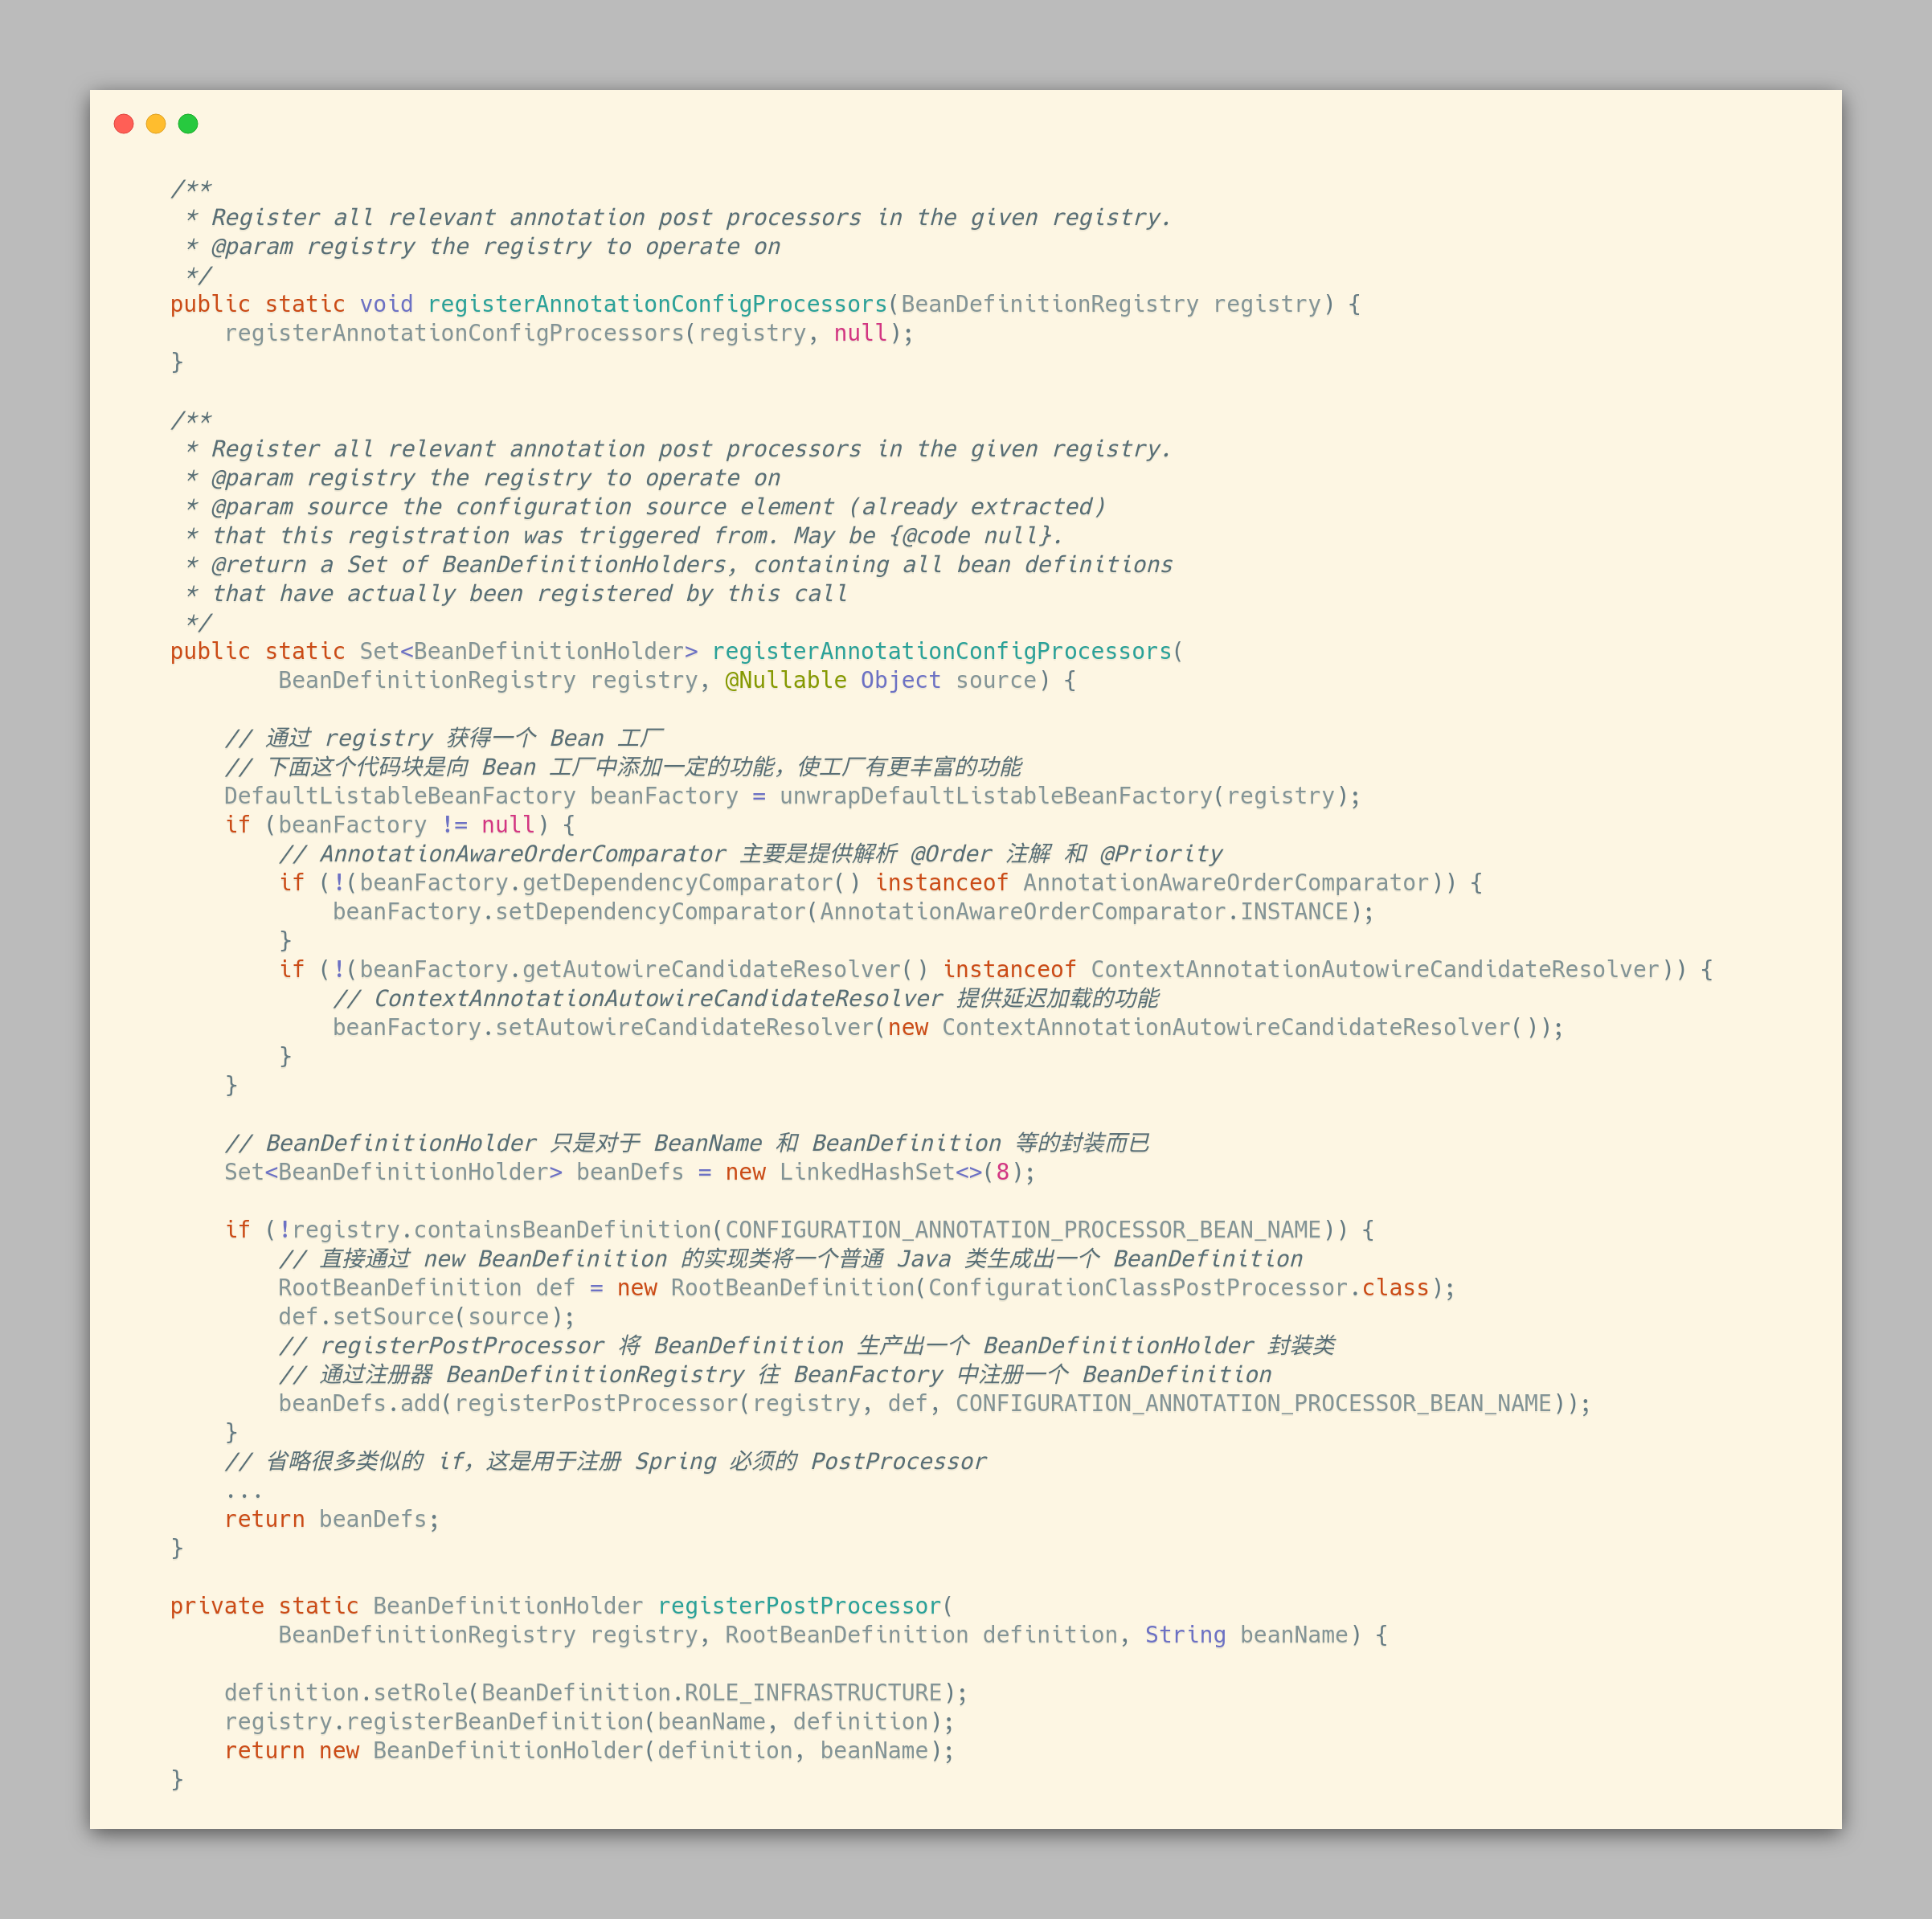 /**
 * Register all relevant annotation post processors in the given registry.
 * @param registry the registry to operate on
 */
public static void registerAnnotationConfigProcessors(BeanDefinitionRegistry registry) {
    registerAnnotationConfigProcessors(registry, null);
}

/**
 * Register all relevant annotation post processors in the given registry.
 * @param registry the registry to operate on
 * @param source the configuration source element (already extracted)
 * that this registration was triggered from. May be {@code null}.
 * @return a Set of BeanDefinitionHolders, containing all bean definitions
 * that have actually been registered by this call
 */
public static Set<BeanDefinitionHolder> registerAnnotationConfigProcessors(
        BeanDefinitionRegistry registry, @Nullable Object source) {

    // 通过 registry 获得一个 Bean 工厂
    // 下面这个代码块是向 Bean 工厂中添加一定的功能，使工厂有更丰富的功能
    DefaultListableBeanFactory beanFactory = unwrapDefaultListableBeanFactory(registry);
    if (beanFactory != null) {
        // AnnotationAwareOrderComparator 主要是提供解析 @Order 注解 和 @Priority
        if (!(beanFactory.getDependencyComparator() instanceof AnnotationAwareOrderComparator)) {
            beanFactory.setDependencyComparator(AnnotationAwareOrderComparator.INSTANCE);
        }
        if (!(beanFactory.getAutowireCandidateResolver() instanceof ContextAnnotationAutowireCandidateResolver)) {
            // ContextAnnotationAutowireCandidateResolver 提供延迟加载的功能
            beanFactory.setAutowireCandidateResolver(new ContextAnnotationAutowireCandidateResolver());
        }
    }

    // BeanDefinitionHolder 只是对于 BeanName 和 BeanDefinition 等的封装而已
    Set<BeanDefinitionHolder> beanDefs = new LinkedHashSet<>(8);

    if (!registry.containsBeanDefinition(CONFIGURATION_ANNOTATION_PROCESSOR_BEAN_NAME)) {
        // 直接通过 new BeanDefinition 的实现类将一个普通 Java 类生成出一个 BeanDefinition
        RootBeanDefinition def = new RootBeanDefinition(ConfigurationClassPostProcessor.class);
        def.setSource(source);
        // registerPostProcessor 将 BeanDefinition 生产出一个 BeanDefinitionHolder 封装类
        // 通过注册器 BeanDefinitionRegistry 往 BeanFactory 中注册一个 BeanDefinition
        beanDefs.add(registerPostProcessor(registry, def, CONFIGURATION_ANNOTATION_PROCESSOR_BEAN_NAME));
    }
    // 省略很多类似的 if，这是用于注册 Spring 必须的 PostProcessor
    ...
    return beanDefs;
}

private static BeanDefinitionHolder registerPostProcessor(
        BeanDefinitionRegistry registry, RootBeanDefinition definition, String beanName) {

    definition.setRole(BeanDefinition.ROLE_INFRASTRUCTURE);
    registry.registerBeanDefinition(beanName, definition);
    return new BeanDefinitionHolder(definition, beanName);
}